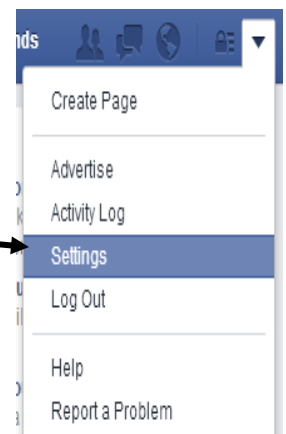 nds
Create Page
Advertise
Activity Log
Settings
Log Out
Help
Report a Problem